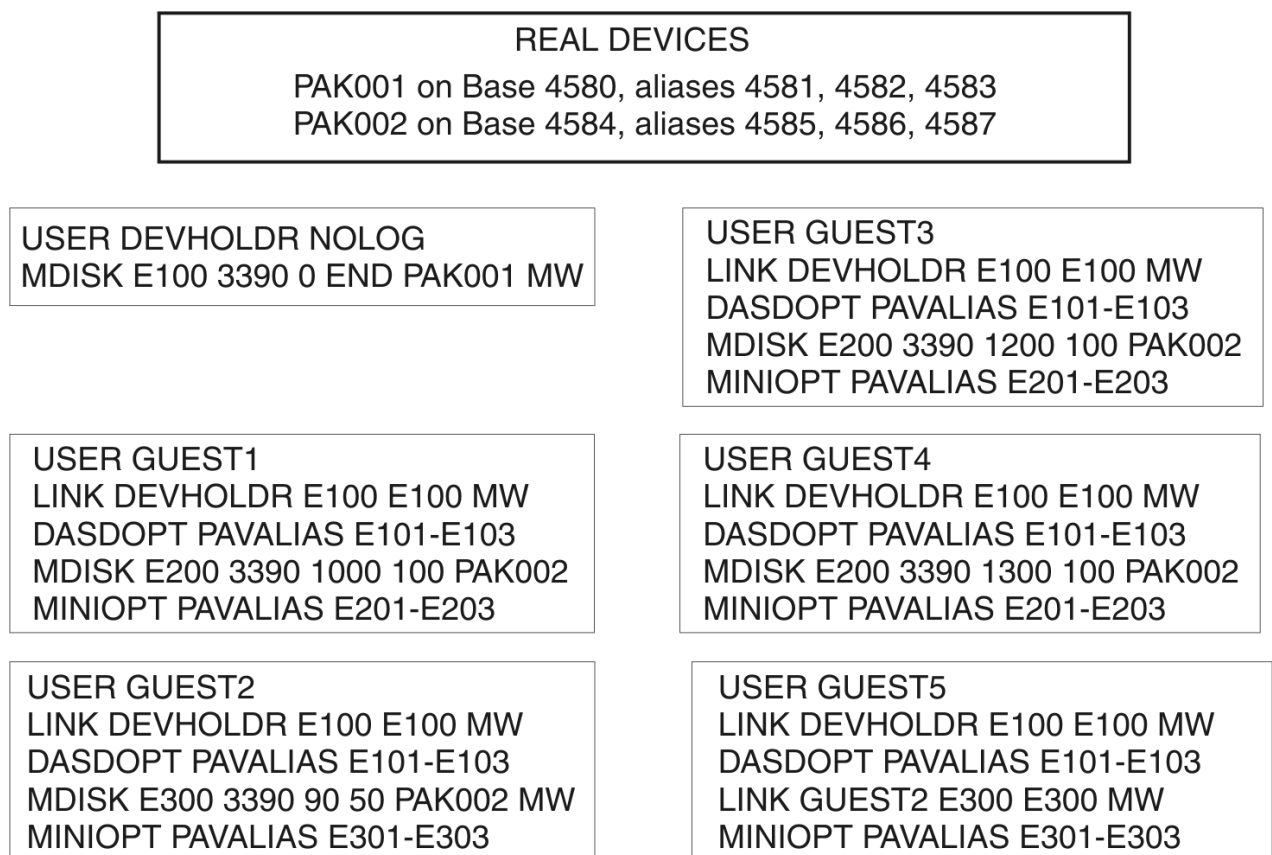 REAL DEVICES
PAK001 on Base 4580, aliases 4581, 4582, 4583
PAK002 on Base 4584, aliases 4585, 4586, 4587
USER DEVHOLDR NOLOG
MDISK E100 3390 0 END PAK001 MW
USER GUEST3
LINK DEVHOLDR E100 E100 MW
DASDOPT PAVALIAS E101-E103
MDISK E200 3390 1200 100 PAK002
MINIOPT PAVALIAS E201-E203
USER GUEST1
LINK DEVHOLDR E100 E100 MW
DASDOPT PAVALIAS E101-E103
MDISK E200 3390 1000 100 PAK002
MINIOPT PAVALIAS E201-E203
USER GUEST4
LINK DEVHOLDR E100 E100 MW
DASDOPT PAVALIAS E101-E103
MDISK E200 3390 1300 100 PAK002
MINIOPT PAVALIAS E201-E203
USER GUEST2
LINK DEVHOLDR E100 E100 MW
DASDOPT PAVALIAS E101-E103
MDISK E300 3390 90 50 PAK002 MW
MINIOPT PAVALIAS E301-E303
USER GUEST5
LINK DEVHOLDR E100 E100 MW
DASDOPT PAVALIAS E101-E103
LINK GUEST2 E300 E300 MW
MINIOPT PAVALIAS E301-E303